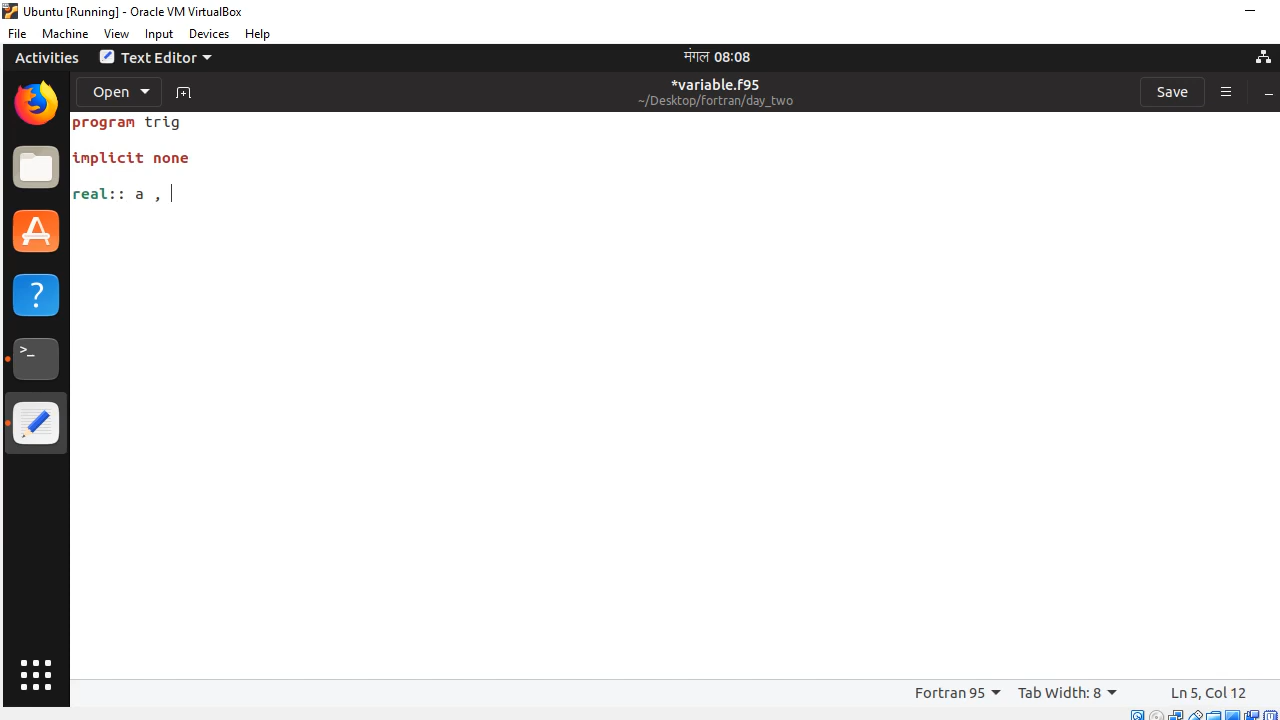 Ubuntu [Running] - Oracle VM VirtualBox
File Machine View Input Devices Help
Activities Text Editor मंगल 08:08
Open *variable.f95 Save
~/Desktop/fortran/day_two
program trig
implicit none
real:: a ,
Fortran 95 Tab Width: 8 Ln 5, Col 12